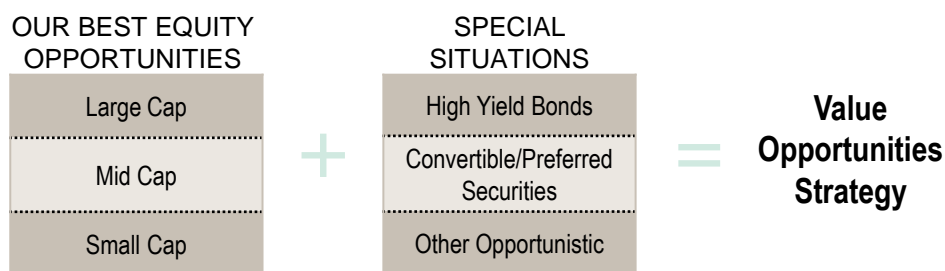 OUR BEST EQUITY
OPPORTUNITIES
Large Cap
Mid Cap
Small Cap
+
SPECIAL
SITUATIONS
High Yield Bonds
Convertible/Preferred
Securities
Other Opportunistic
=
Value
Opportunities
Strategy